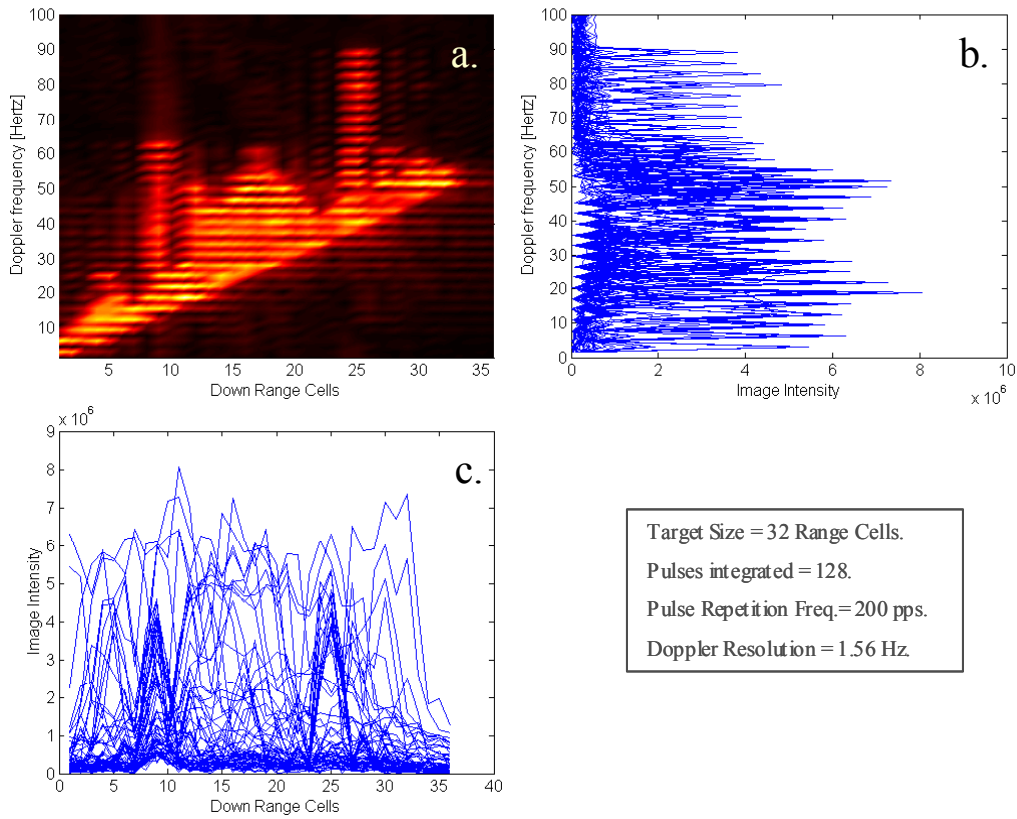 100
90
80
70
60
50
40
30
20
10
Doppler frequency [Hertz]
a.
5 10 15 20 25 30 35
Down Range Cells
100
90
80
70
60
50
40
30
20
10
0
Doppler frequency [Hertz]
b.
0 2 4 6 8 10
Image Intensity
x 10^6
x 10^6
9
8
7
6
5
4
3
2
1
0
Image Intensity
c.
0 5 10 15 20 25 30 35 40
Down Range Cells
Target Size = 32 Range Cells.
Pulses integrated = 128.
Pulse Repetition Freq.= 200 pps.
Doppler Resolution = 1.56 Hz.